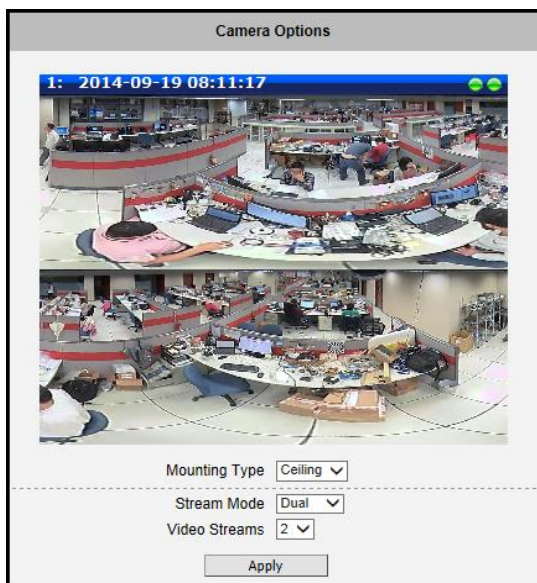 Camera Options
1: 2014-09-19 08:11:17
Mounting Type Ceiling
Stream Mode Dual
Video Streams 2
Apply